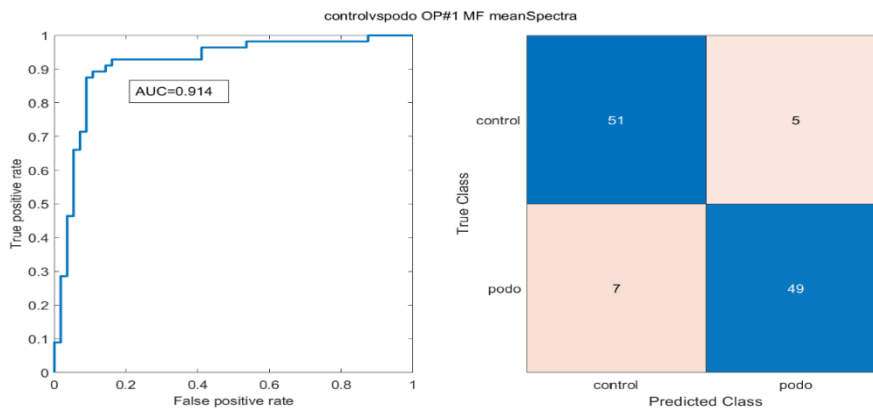 controlvspodo OP#1 MF meanSpectra
1
0.9
0.8
0.7
0.6
0.5
0.4
0.3
0.2
0.1
0
True positive rate
AUC=0.914
0 0.2 0.4 0.6 0.8 1
False positive rate
True Class
control
51 5
podo
7 49
control podo
Predicted Class